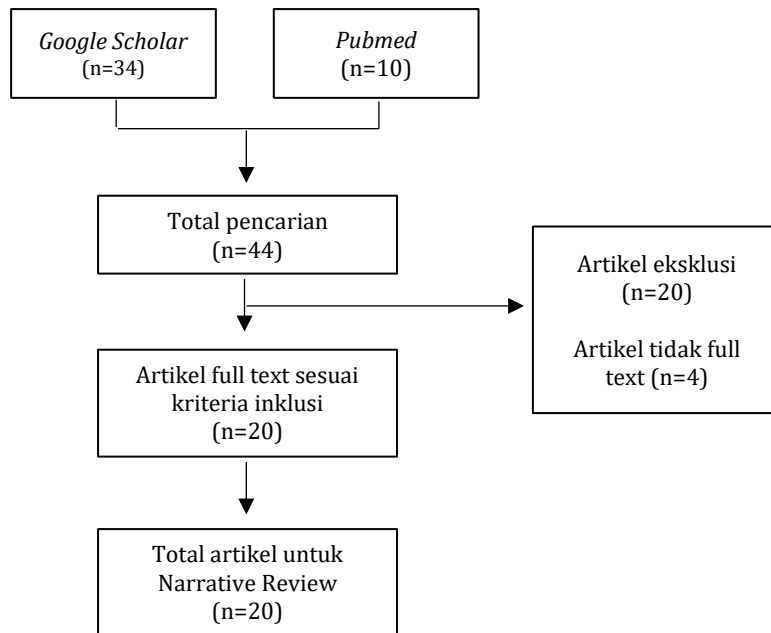 Google Scholar
(n=34)
Pubmed
(n=10)
Total pencarian
(n=44)
Artikel eksklusi
(n=20)
Artikel tidak full
text (n=4)
Artikel full text sesuai
kriteria inklusi
(n=20)
Total artikel untuk
Narrative Review
(n=20)